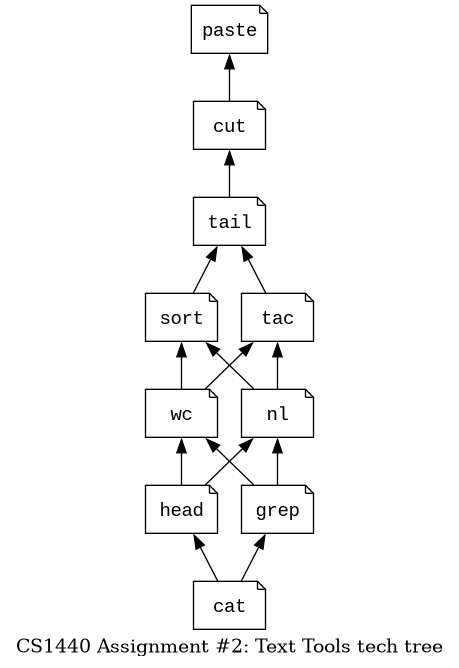 paste
cut
tail
sort
tac
wc
nl
head
grep
cat
CS1440 Assignment #2: Text Tools tech tree